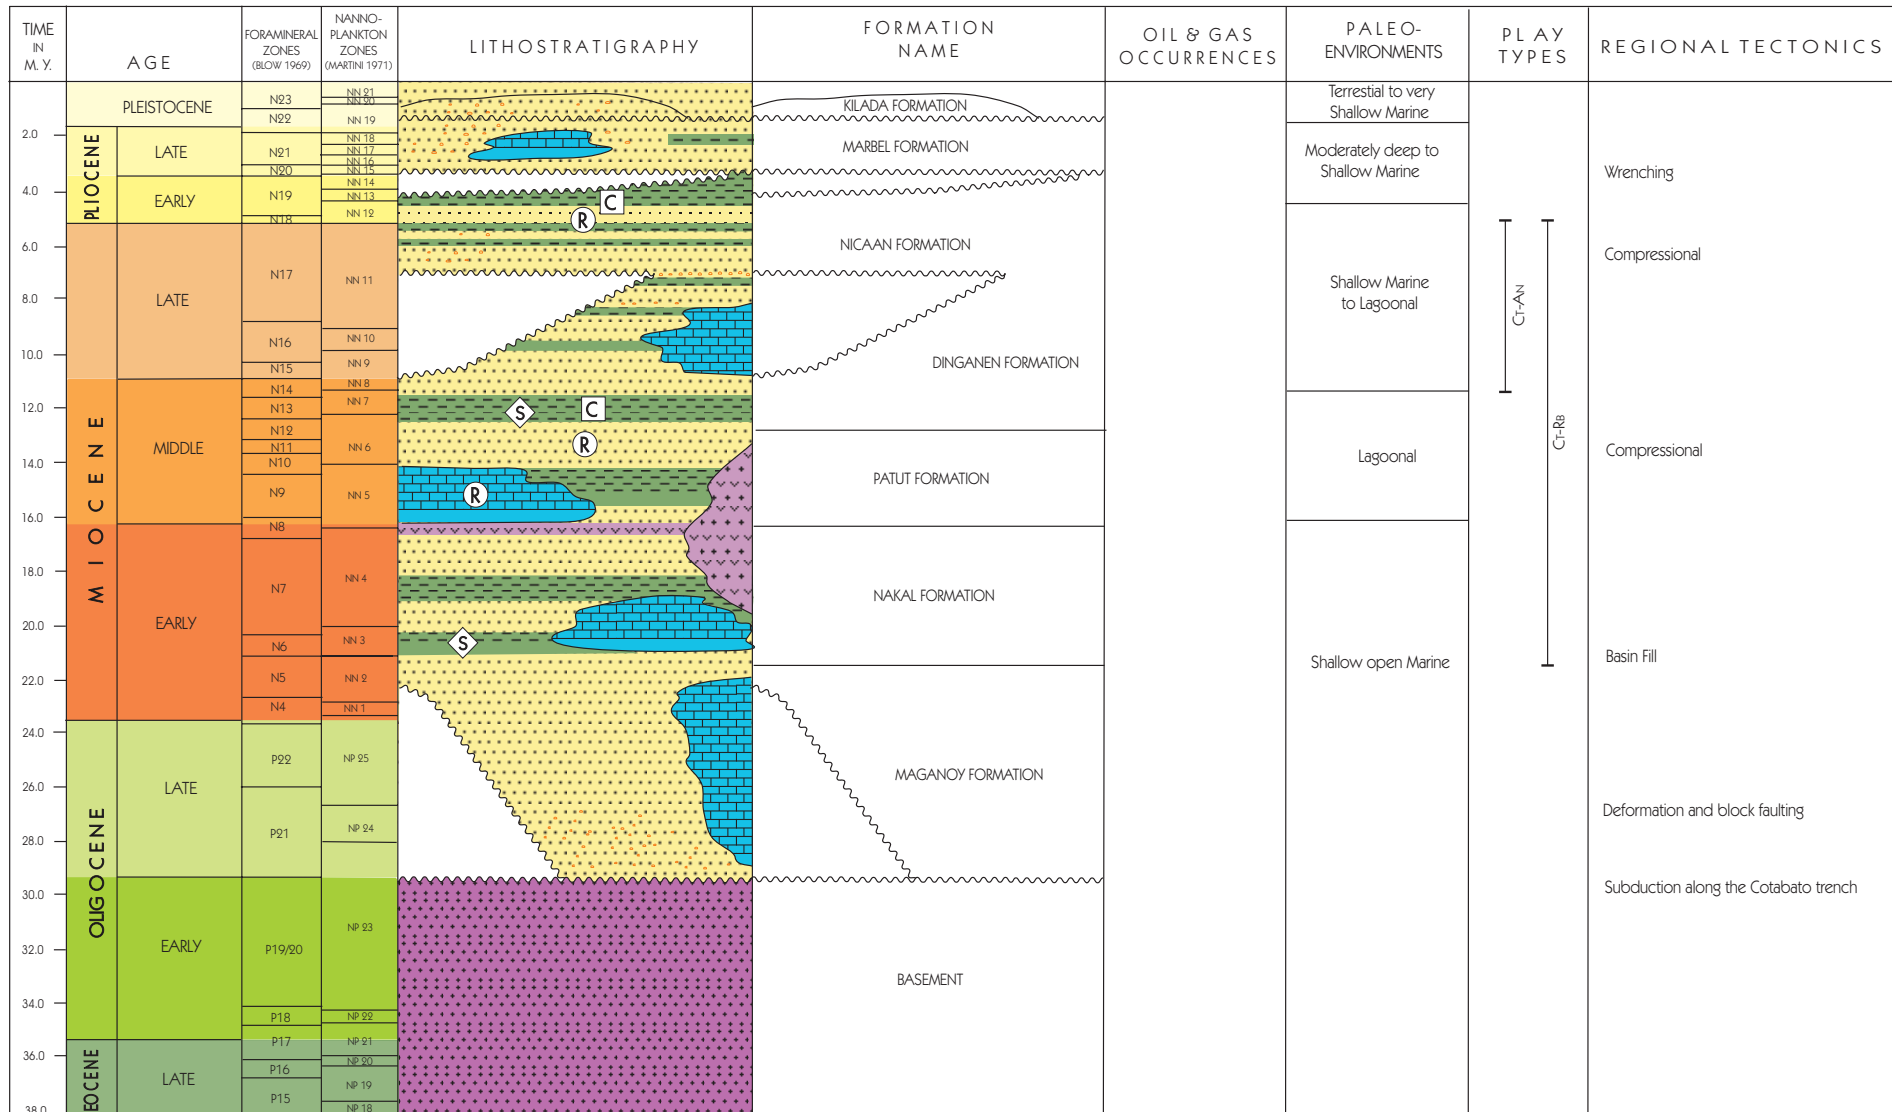 TIME
IN
M. Y.
AGE
FORAMINERAL
ZONES
(BLOW 1969)
NANNO-
PLANKTON
ZONES
(MARTINI 1971)
LITHOSTRATIGRAPHY
FORMATION
NAME
OIL & GAS
OCCURRENCES
PALEO-
ENVIRONMENTS
PLAY
TYPES
REGIONAL TECTONICS
2.0
4.0
6.0
8.0
10.0
12.0
14.0
16.0
18.0
20.0
22.0
24.0
26.0
28.0
30.0
32.0
34.0
36.0
38.0
PLIOCENE
MIOCENE
OLIGOCENE
EOCENE
PLEISTOCENE
LATE
EARLY
LATE
MIDDLE
EARLY
LATE
EARLY
LATE
N23
N22
N21
N20
N19
N18
N17
N16
N15
N14
N13
N12
N11
N10
N9
N8
N7
N6
N5
N4
P22
P21
P19/20
P18
P17
P16
P15
NN 21
NN 20
NN 19
NN 18
NN 17
NN 16
NN 15
NN 14
NN 13
NN 12
NN 11
NN 10
NN 9
NN 8
NN 7
NN 6
NN 5
NN 4
NN 3
NN 2
NN 1
NP 25
NP 24
NP 23
NP 22
NP 21
NP 20
NP 19
NP 18
C
R
S
C
R
R
S
KILADA FORMATION
MARBEL FORMATION
NICAAN FORMATION
DINGANEN FORMATION
PATUT FORMATION
NAKAL FORMATION
MAGANOY FORMATION
BASEMENT
Terrestial to very
Shallow Marine
Moderately deep to
Shallow Marine
Shallow Marine
to Lagoonal
Lagoonal
Shallow open Marine
CT-AN
CT-RB
Wrenching
Compressional
Compressional
Basin Fill
Deformation and block faulting
Subduction along the Cotabato trench